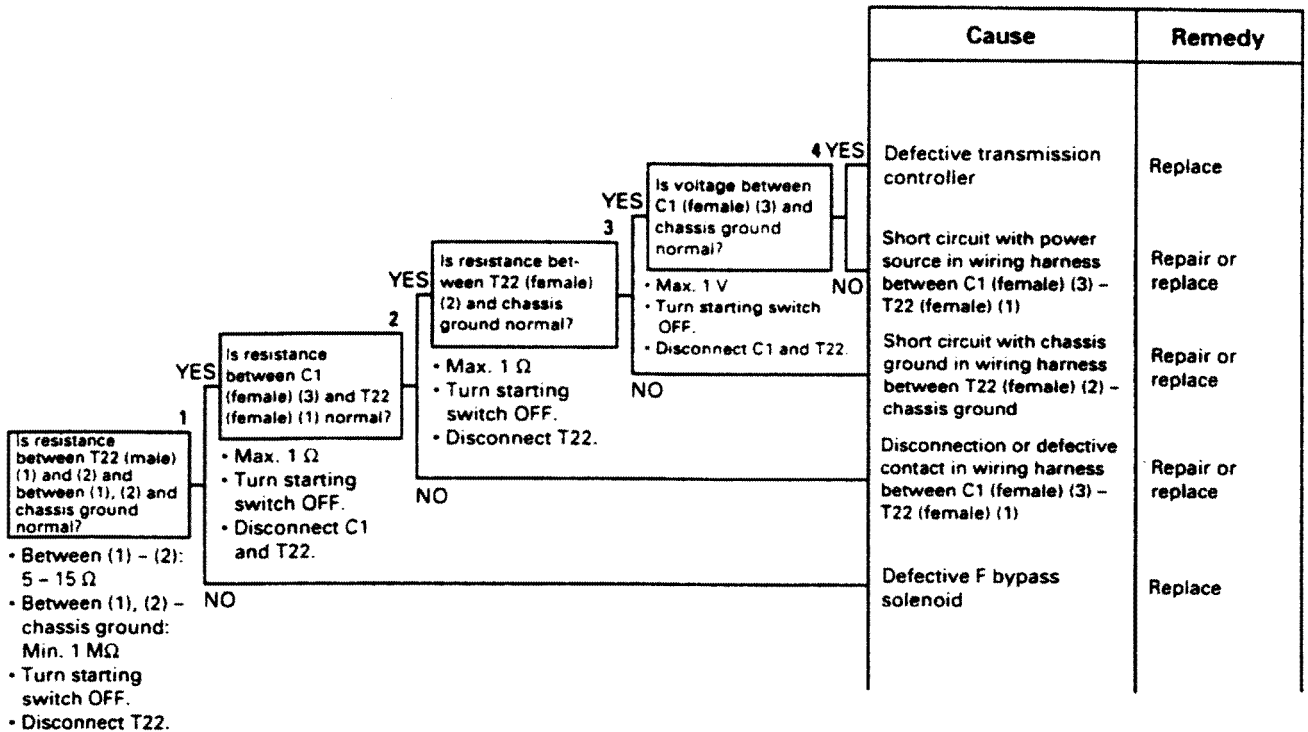 Cause
Remedy
4 YES
Defective transmission
controller
Replace
Is voltage between
C1 (female) (3) and
chassis ground
normal?
YES
3
NO
Short circuit with power
source in wiring harness
between C1 (female) (3) –
T22 (female) (1)
Repair or
replace
• Max. 1 V
• Turn starting switch
OFF.
• Disconnect C1 and T22.
Is resistance bet-
ween T22 (female)
(2) and chassis
ground normal?
YES
2
NO
Short circuit with chassis
ground in wiring harness
between T22 (female) (2) –
chassis ground
Repair or
replace
• Max. 1 Ω
• Turn starting
switch OFF.
• Disconnect T22.
Is resistance
between C1
(female) (3) and T22
(female) (1) normal?
YES
1
NO
Disconnection or defective
contact in wiring harness
between C1 (female) (3) –
T22 (female) (1)
Repair or
replace
• Max. 1 Ω
• Turn starting
switch OFF.
• Disconnect C1
and T22.
Is resistance
between T22 (male)
(1) and (2) and
between (1), (2) and
chassis ground
normal?
NO
Defective F bypass
solenoid
Replace
• Between (1) – (2):
5 – 15 Ω
• Between (1), (2) –
chassis ground:
Min. 1 MΩ
• Turn starting
switch OFF.
• Disconnect T22.